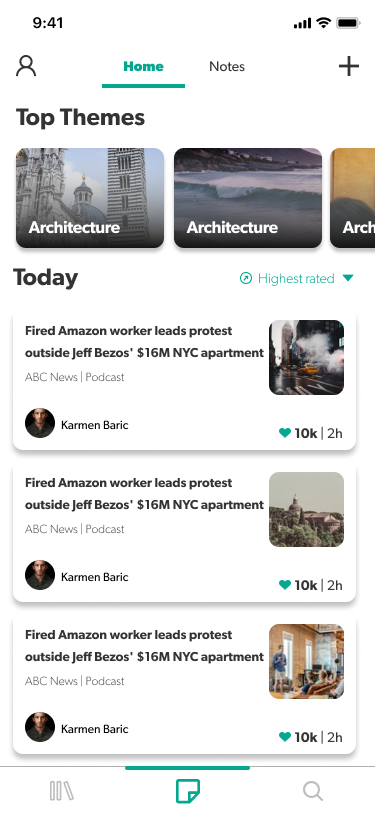 9:41
Home
Notes
Top Themes
Architecture
Architecture
Arch
Today
Highest rated
Fired Amazon worker leads protest
outside Jeff Bezos' $16M NYC apartment
ABC News | Podcast
Karmen Baric
10k | 2h
Fired Amazon worker leads protest
outside Jeff Bezos' $16M NYC apartment
ABC News | Podcast
Karmen Baric
10k | 2h
Fired Amazon worker leads protest
outside Jeff Bezos' $16M NYC apartment
ABC News | Podcast
Karmen Baric
10k | 2h